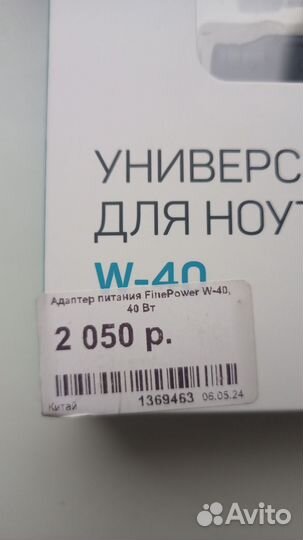 УНИВЕРС
ДЛЯ НОУТ
W-40
Адаптер питания FinePower W-40,
40 Вт
2 050 р.
Китай
1369463 06.05.24
Avito